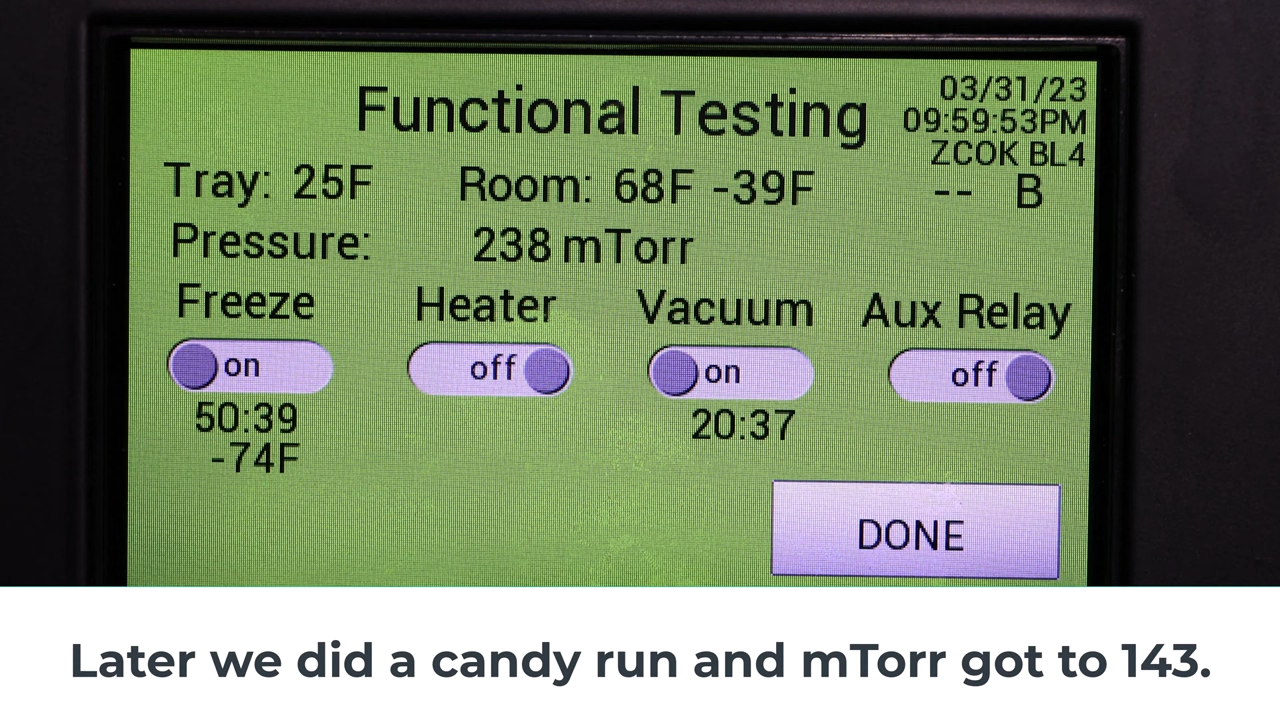 Functional Testing
03/31/23
09:59:53PM
ZCOK BL4
Tray: 25F Room: 68F -39F -- B
Pressure: 238 mTorr
Freeze Heater Vacuum Aux Relay
on off on off
50:39 20:37
-74F
DONE
Later we did a candy run and mTorr got to 143.